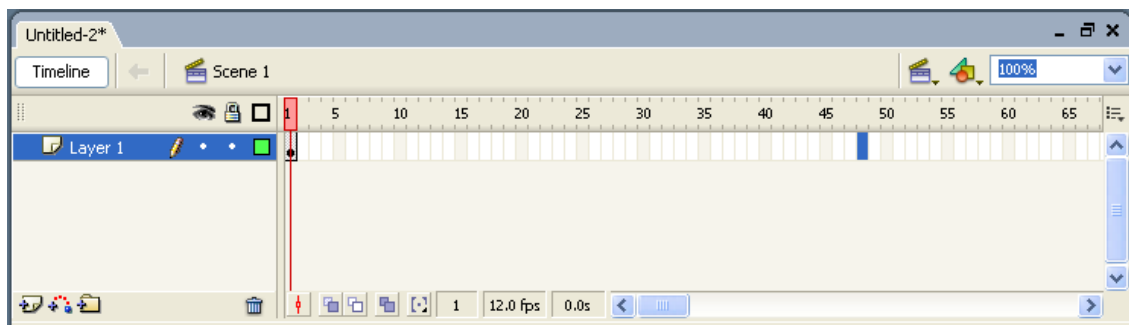 Untitled-2*
Timeline Scene 1 100%
1 5 10 15 20 25 30 35 40 45 50 55 60 65
Layer 1
1 12.0 fps 0.0s